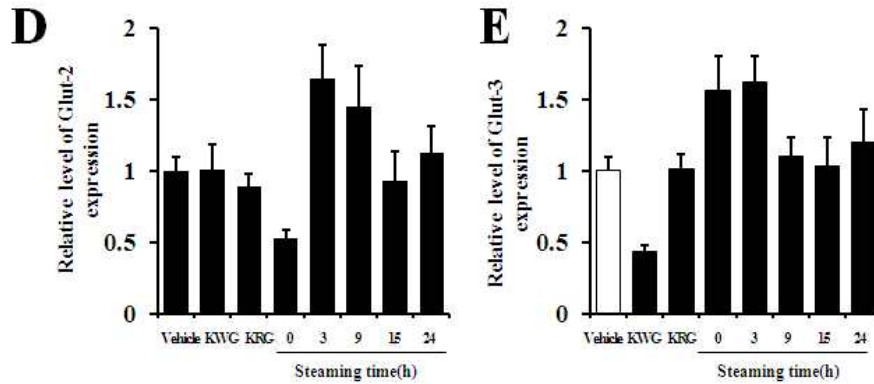 D
Relative level of Glut-2
expression
2
1.5
1
0.5
0
Vehicle KWG KRG 0 3 9 15 24
Steaming time(h)
E
Relative level of Glut-3
expression
2
1.5
1
0.5
0
Vehicle KWG KRG 0 3 9 15 24
Steaming time(h)